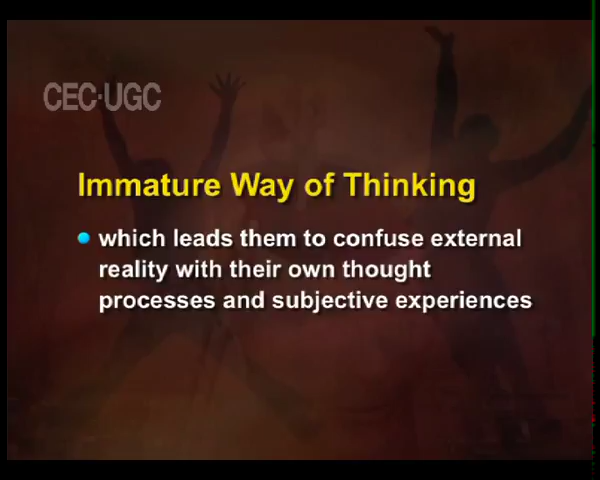 CEC-UGC
Immature Way of Thinking
which leads them to confuse external
reality with their own thought
processes and subjective experiences